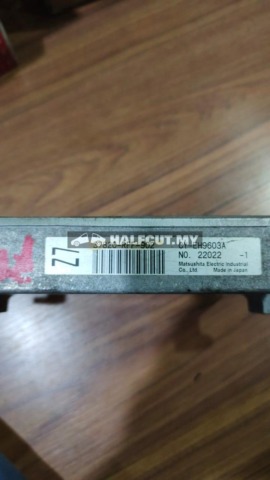 Z7
HALFCUT.MY
NO. 22022 -1
Matsushita Electric Industrial
Co., Ltd Made in Japan